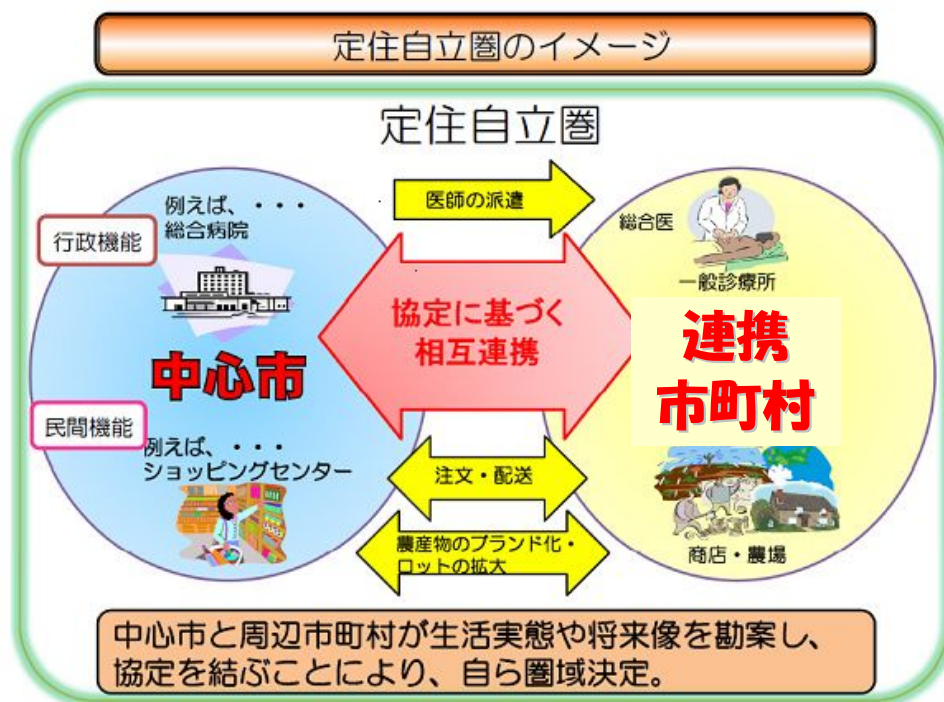 定住自立圏のイメージ
定住自立圏
例えば、・・・
総合病院
行政機能
中心市
民間機能
例えば、・・・
ショッピングセンター
医師の派遣
協定に基づく
相互連携
注文・配送
農産物のブランド化・
ロットの拡大
総合医
一般診療所
連携
市町村
商店・農場
中心市と周辺市町村が生活実態や将来像を勘案し、
協定を結ぶことにより、自ら圏域決定。